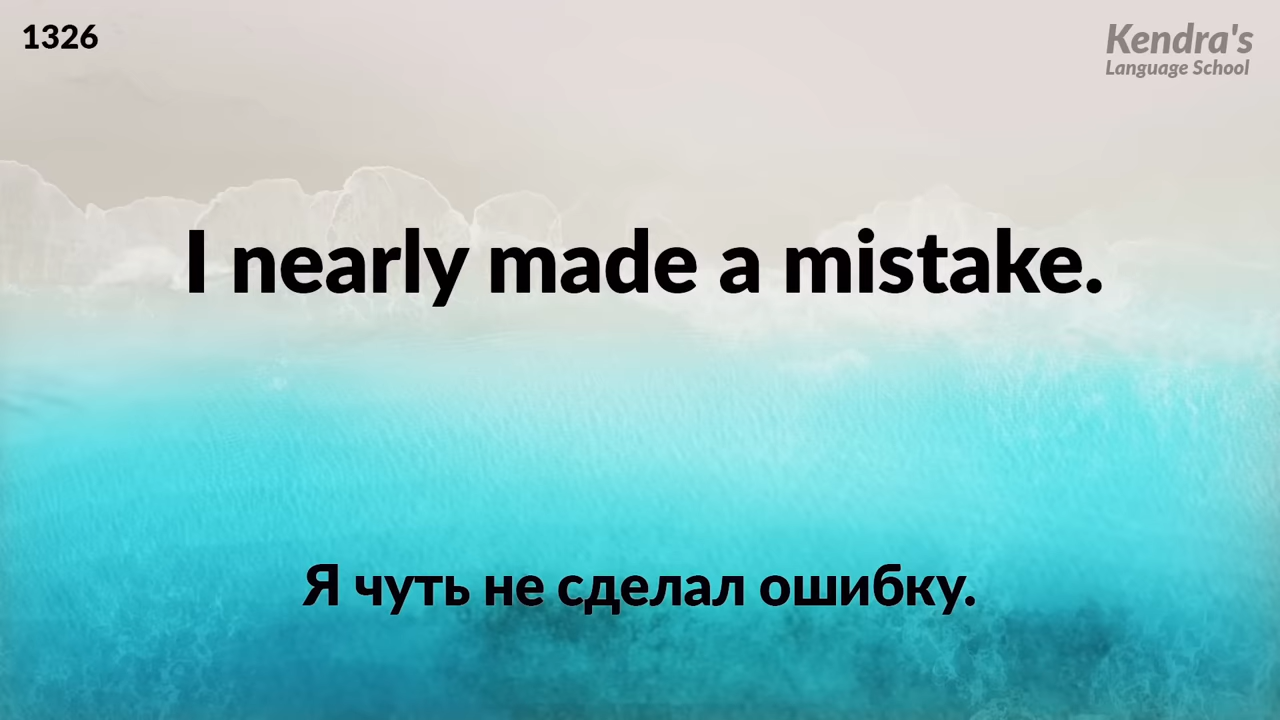 1326
Kendra's
Language School
I nearly made a mistake.
Я чуть не сделал ошибку.